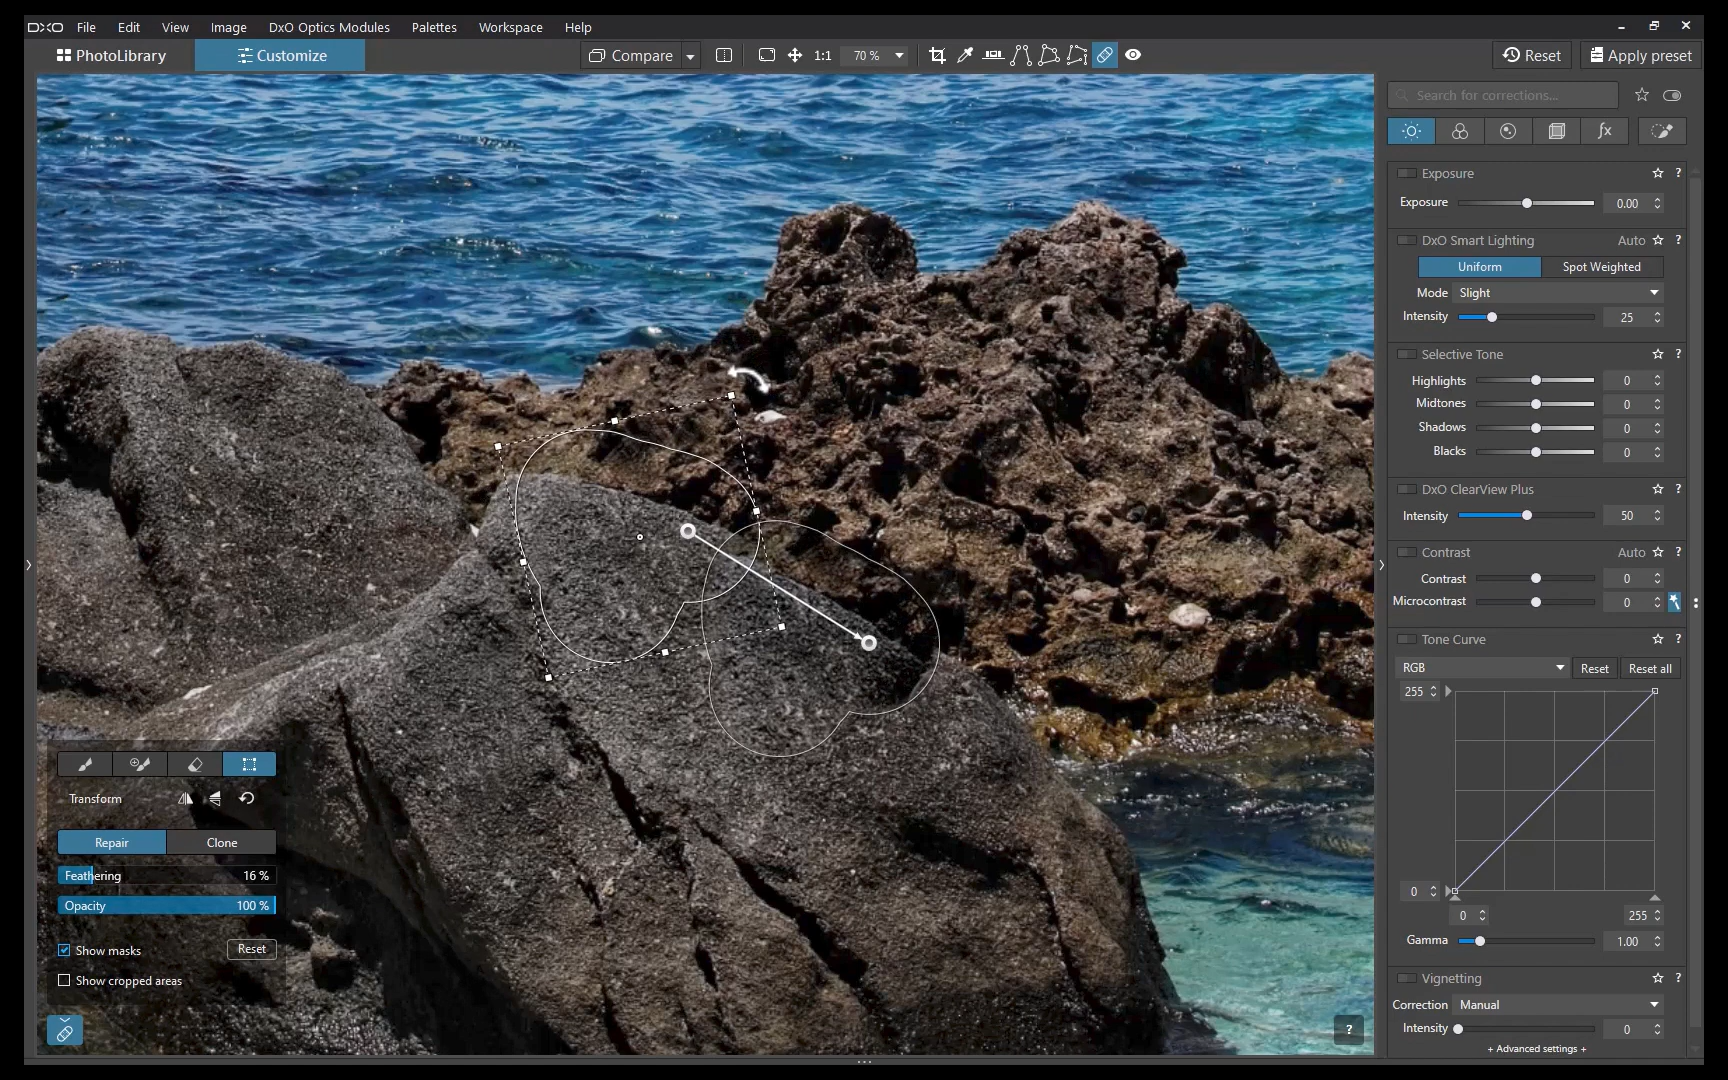 DXO File Edit View Image DxO Optics Modules Palettes Workspace Help
PhotoLibrary Customize Compare 1:1 70 % Reset Apply preset
Search for corrections...
fx
Exposure ?
Exposure 0.00
DxO Smart Lighting Auto ?
Uniform Spot Weighted
Mode Slight
Intensity 25
Selective Tone ?
Highlights 0
Midtones 0
Shadows 0
Blacks 0
DxO ClearView Plus ?
Intensity 50
Contrast Auto ?
Contrast 0
Microcontrast 0
Tone Curve ?
RGB Reset Reset all
255
0
0 255
Gamma 1.00
Vignetting ?
Correction Manual
Intensity 0
+ Advanced settings +
Transform
Repair Clone
Feathering 16 %
Opacity 100 %
Show masks Reset
Show cropped areas
?